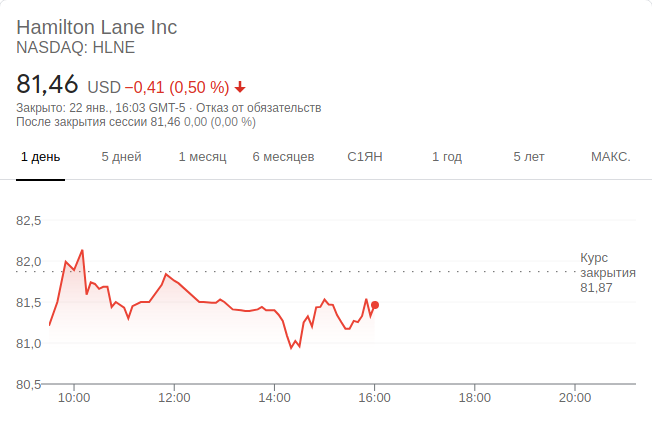 Hamilton Lane Inc
NASDAQ: HLNE
81,46 USD −0,41 (0,50 %)
Закрыто: 22 янв., 16:03 GMT-5 · Отказ от обязательств
После закрытия сессии 81,46 0,00 (0,00 %)
1 день 5 дней 1 месяц 6 месяцев С1ЯН 1 год 5 лет МАКС.
82,5
82,0
81,5
81,0
80,5
Курс
закрытия
81,87
10:00 12:00 14:00 16:00 18:00 20:00